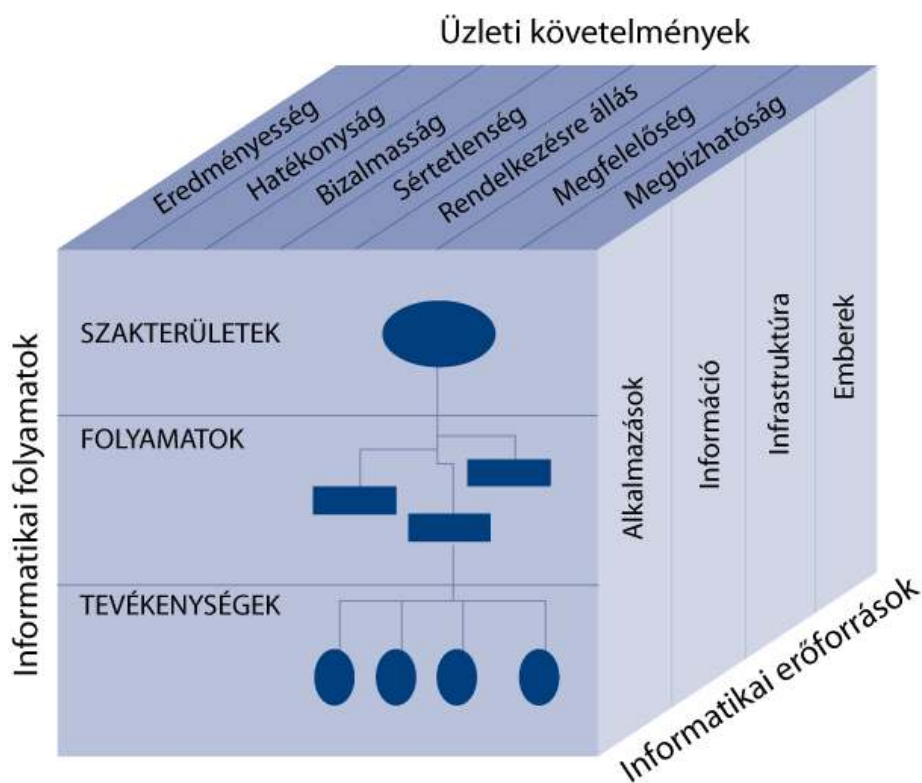 Üzleti követelmények
Eredményesség
Hatékonyság
Bizalmasság
Sértetlenség
Rendelkezésre állás
Megfelelőség
Megbízhatóság
Informatikai folyamatok
SZAKTERÜLETEK
FOLYAMATOK
TEVÉKENYSÉGEK
Alkalmazások
Információ
Infrastruktúra
Emberek
Informatikai erőforrások